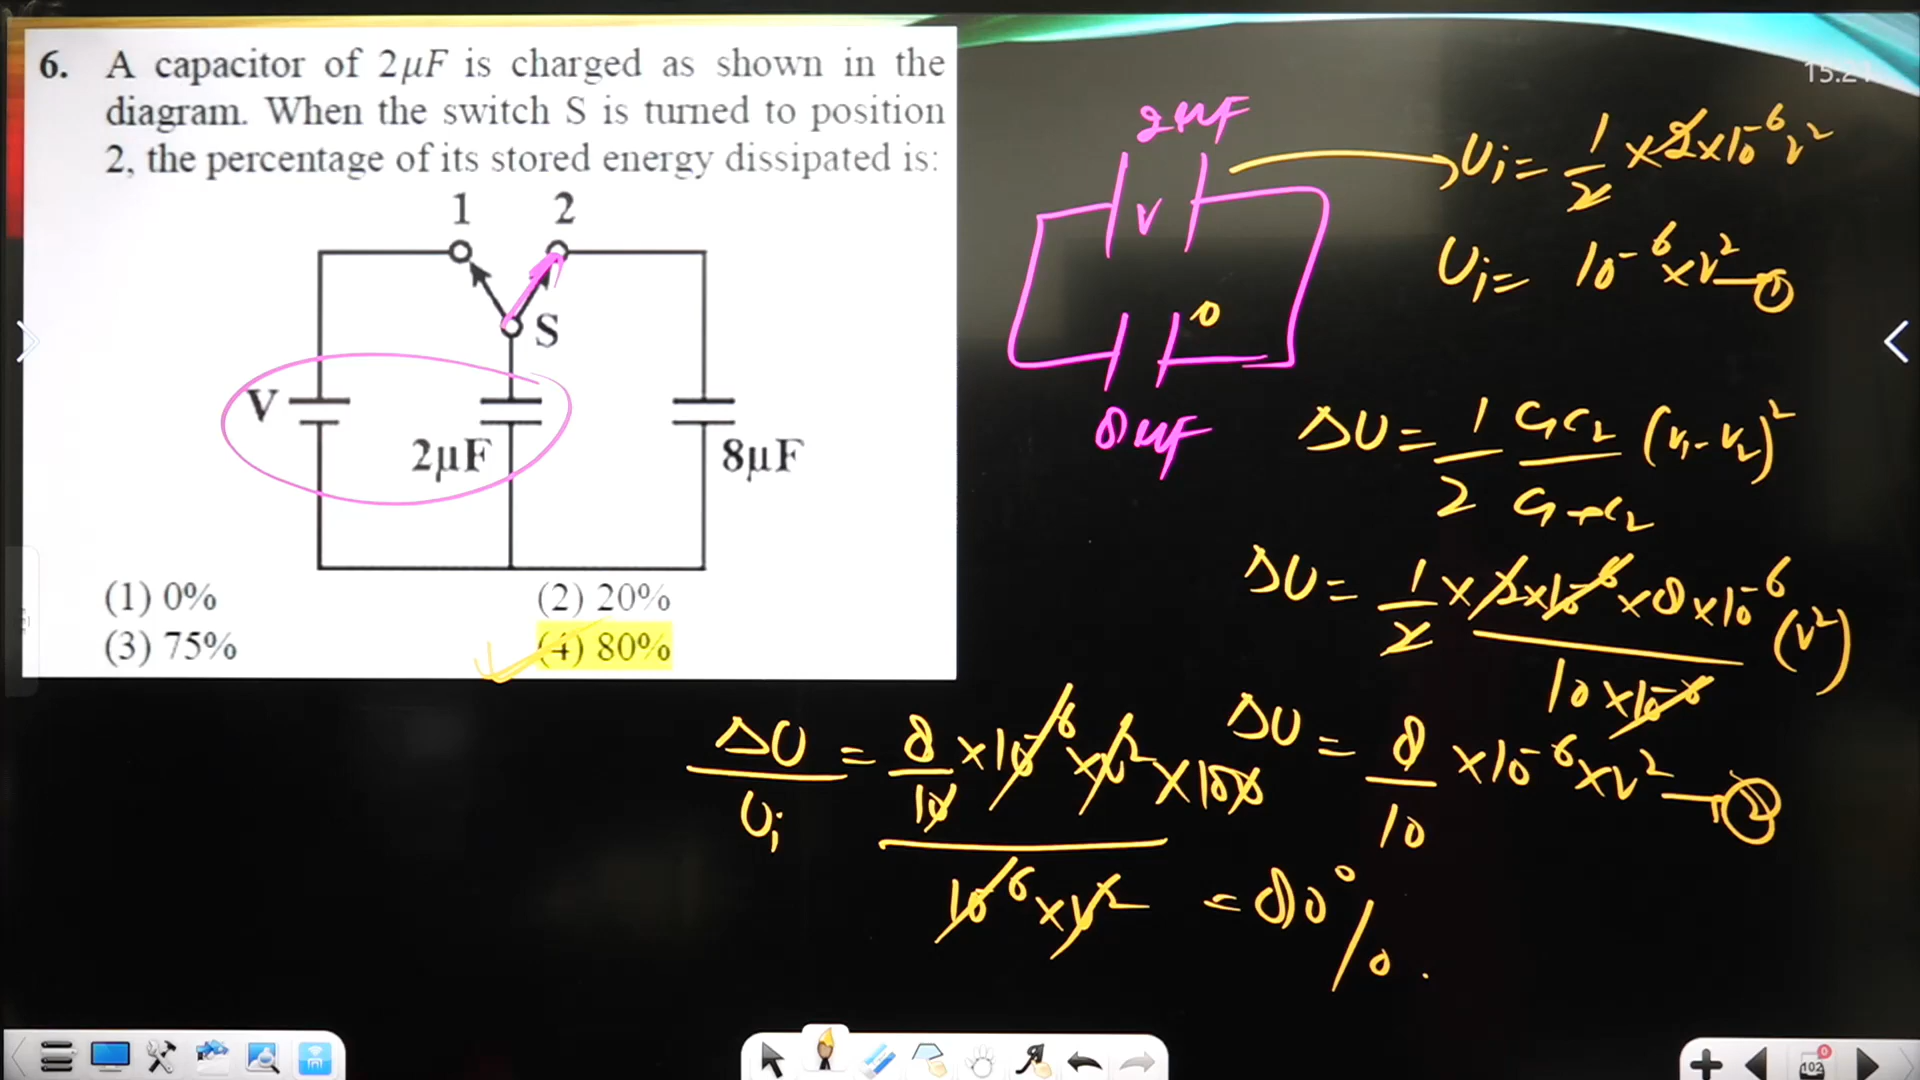 6. A capacitor of 2μF is charged as shown in the
diagram. When the switch S is turned to position
2, the percentage of its stored energy dissipated is:
1 2
S
V
2μF
8μF
(1) 0%
(2) 20%
(3) 75%
(4) 80%
2μF
V
0
8μF
Ui = 1/2 × 2×10⁻⁶ v²
Ui = 10⁻⁶ × v² — ①
ΔU = 1/2 C₁C₂/C₁+C₂ (v₁-v₂)²
ΔU = 1/2 × 2×10⁻⁶ × 8×10⁻⁶ / 10×10⁻⁶ (v²)
ΔU = 8/10 × 10⁻⁶ × v² — ②
ΔU/Ui = 8/10 × 10⁻⁶ × v² × 100 / 10⁻⁶ × v² = 80%.
102